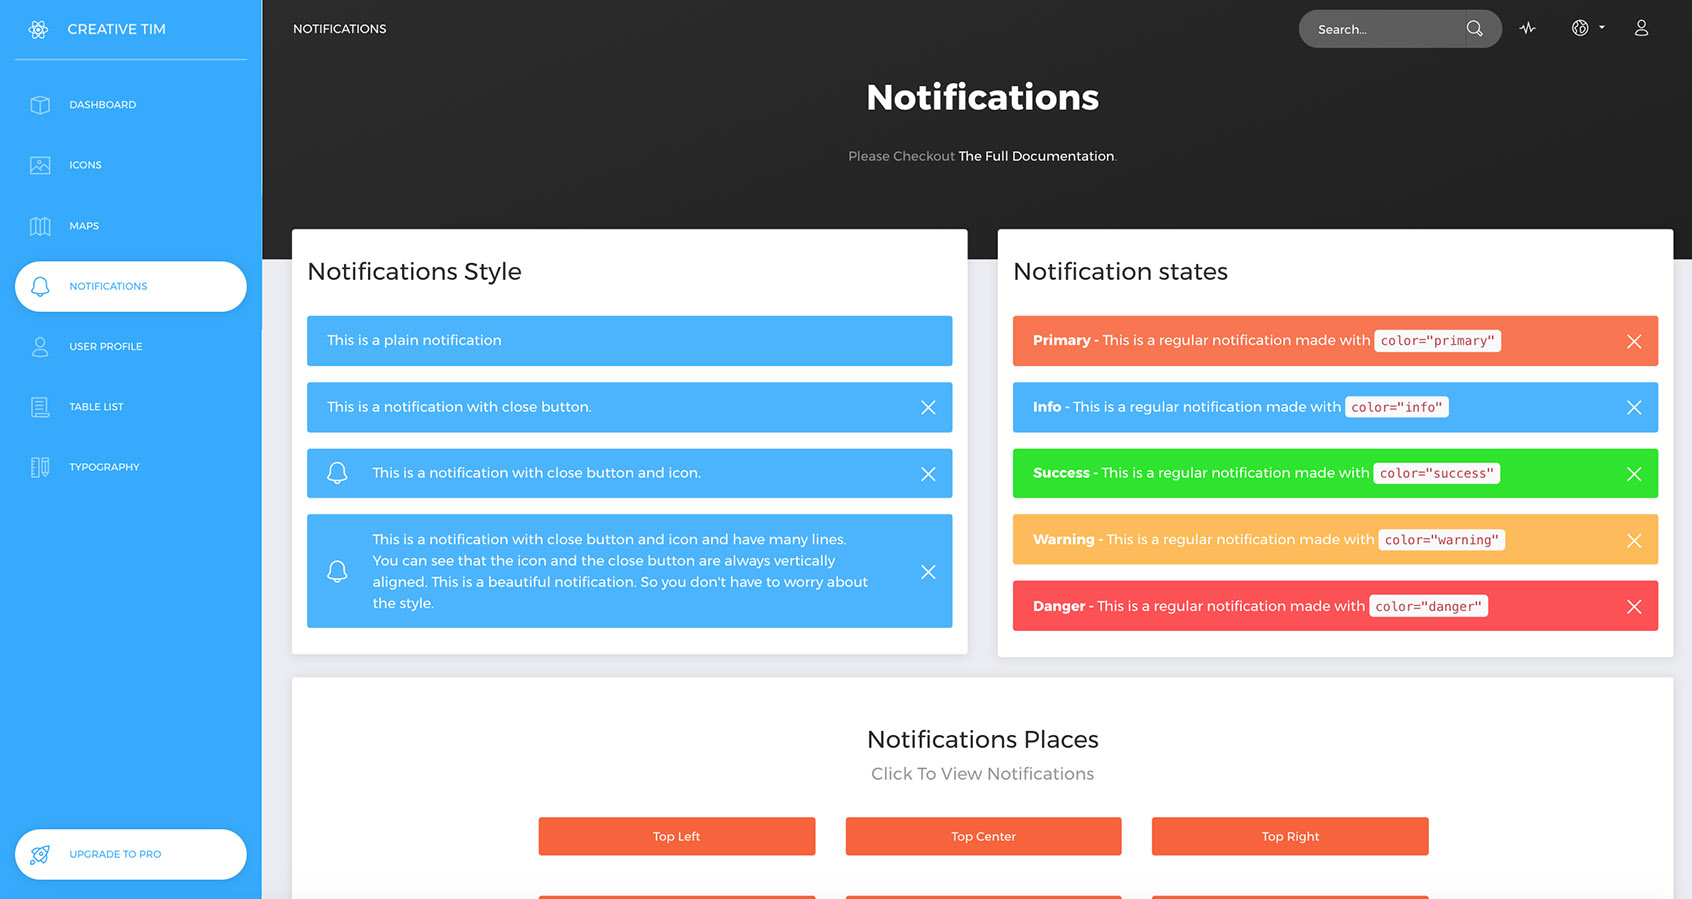 CREATIVE TIM
DASHBOARD
ICONS
MAPS
NOTIFICATIONS
USER PROFILE
TABLE LIST
TYPOGRAPHY
UPGRADE TO PRO
NOTIFICATIONS
Search...
Notifications
Please Checkout The Full Documentation.
Notifications Style
This is a plain notification
This is a notification with close button.
This is a notification with close button and icon.
This is a notification with close button and icon and have many lines.
You can see that the icon and the close button are always vertically
aligned. This is a beautiful notification. So you don't have to worry about
the style.
Notification states
Primary - This is a regular notification made with color="primary"
Info - This is a regular notification made with color="info"
Success - This is a regular notification made with color="success"
Warning - This is a regular notification made with color="warning"
Danger - This is a regular notification made with color="danger"
Notifications Places
Click To View Notifications
Top Left
Top Center
Top Right